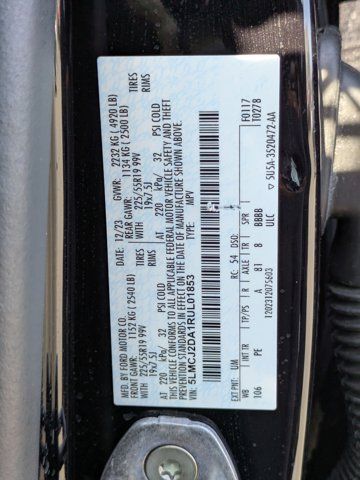 MFD. BY FORD MOTOR CO.
DATE: 12/23 GVWR: 2232 KG ( 4920 LB)
FRONT GAWR: 1152 KG ( 2540 LB) REAR GAWR: 1134 KG ( 2500 LB)
WITH 225/55R19 99V TIRES WITH 225/55R19 99V TIRES
19x7.5J RIMS 19x7.5J RIMS
AT 220 kPa/ 32 PSI COLD AT 220 kPa/ 32 PSI COLD
THIS VEHICLE CONFORMS TO ALL APPLICABLE FEDERAL MOTOR VEHICLE SAFETY AND THEFT
PREVENTION STANDARDS IN EFFECT ON THE DATE OF MANUFACTURE SHOWN ABOVE.
VIN: 5LMCJ2DA1RUL01853
TYPE: MPV
EXT PNT: UM RC: 54 DSO: F0117
T0278
WB TP/PS R AXLE TR SPR
106 PE A 81 8 BBBB
ULC
1202312075603 5U5A-3520472-AA